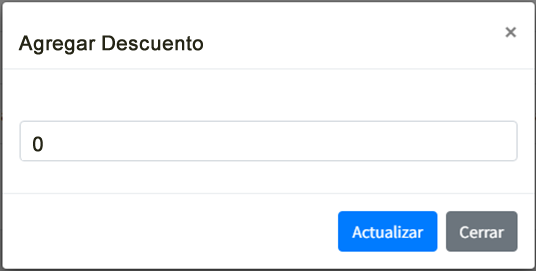 Agregar Descuento
×
0
Actualizar
Cerrar